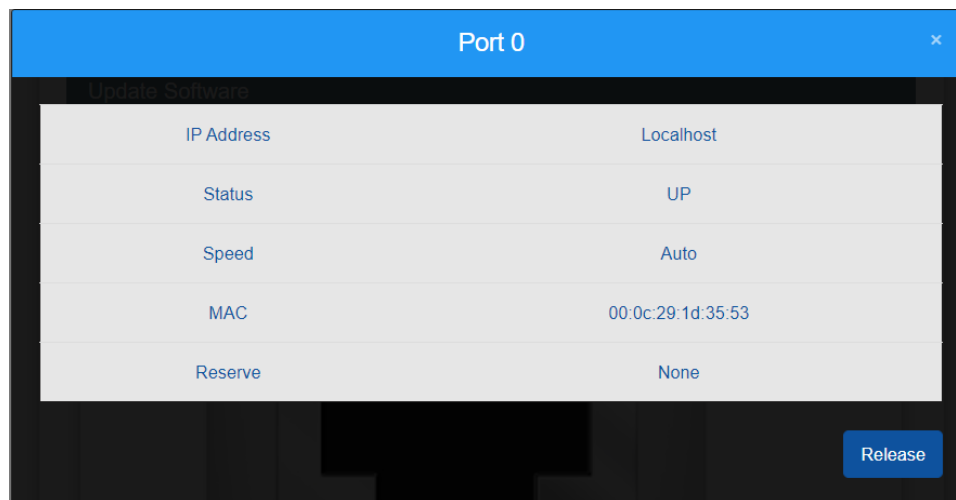 Port 0 ×
Update Software
IP Address Localhost
Status UP
Speed Auto
MAC 00:0c:29:1d:35:53
Reserve None
Release